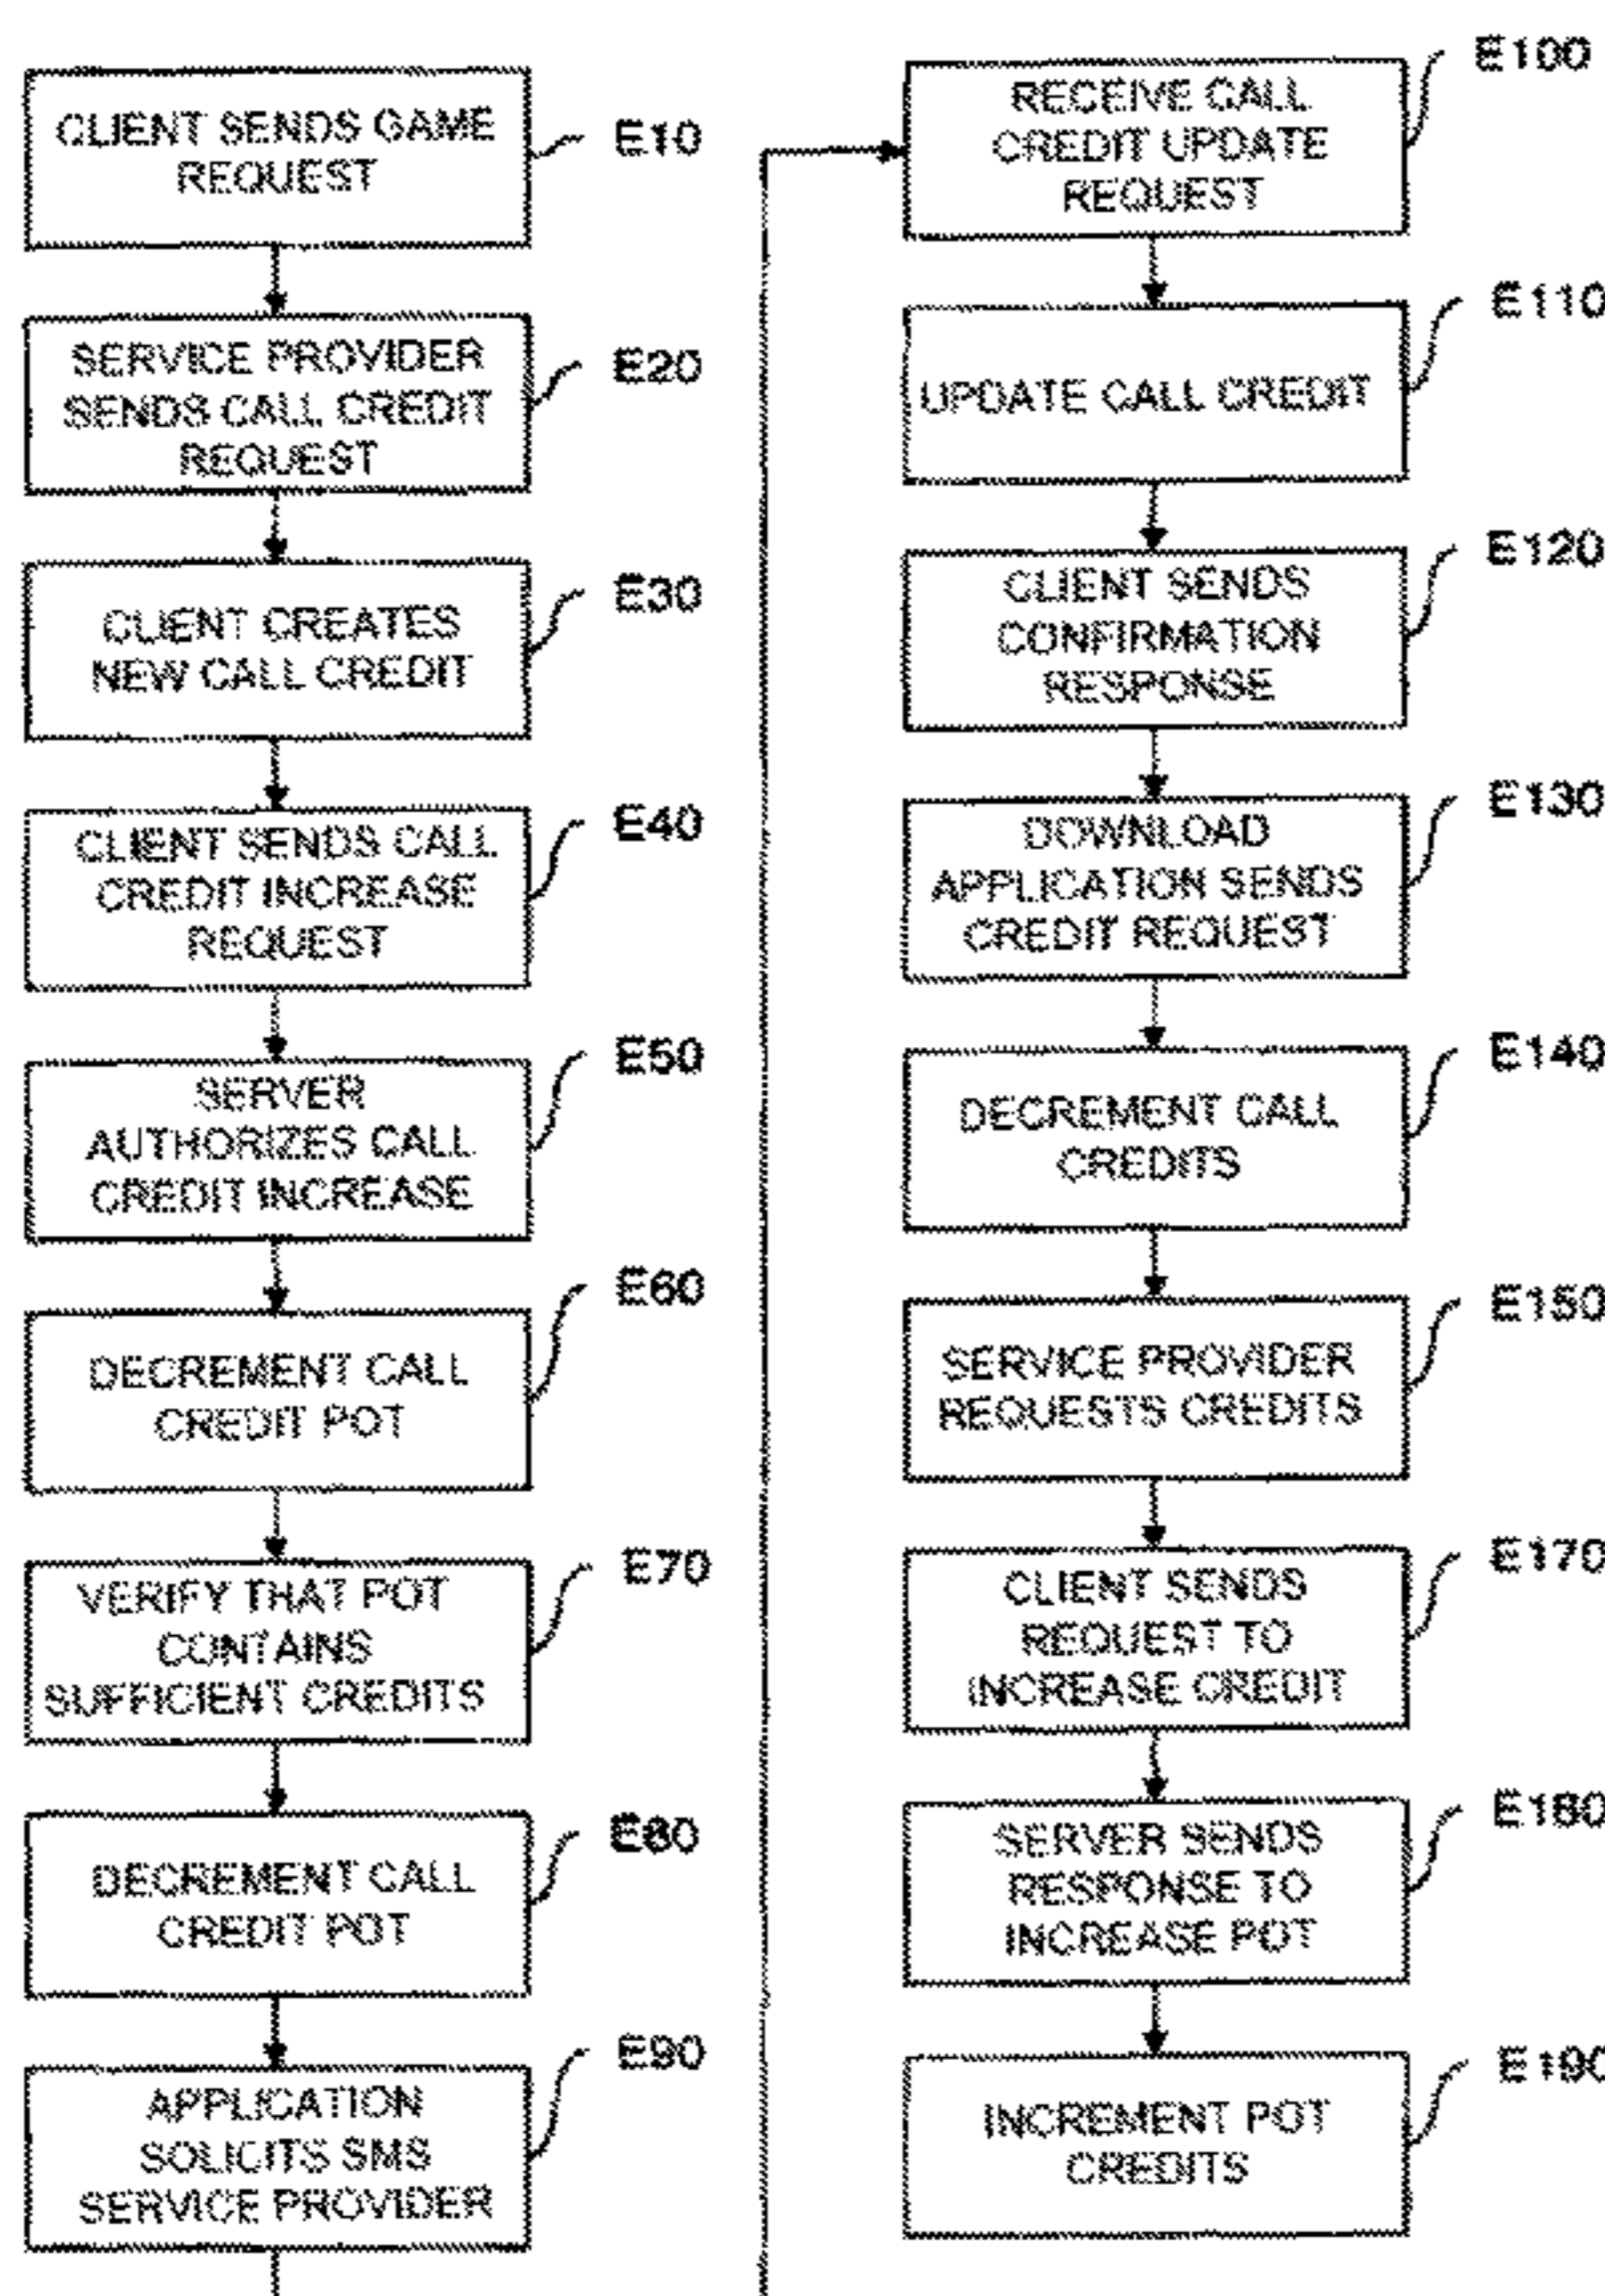 CLIENT SENDS GAME
REQUEST
E10
SERVICE PROVIDER
SENDS CALL CREDIT
REQUEST
E20
CLIENT CREATES
NEW CALL CREDIT
E30
CLIENT SENDS CALL
CREDIT INCREASE
REQUEST
E40
SERVER
AUTHORIZES CALL
CREDIT INCREASE
E50
DECREMENT CALL
CREDIT POT
E60
VERIFY THAT POT
CONTAINS
SUFFICIENT CREDITS
E70
DECREMENT CALL
CREDIT POT
E80
APPLICATION
SOLICITS SMS
SERVICE PROVIDER
E90
RECEIVE CALL
CREDIT UPDATE
REQUEST
E100
UPDATE CALL CREDIT
E110
CLIENT SENDS
CONFIRMATION
RESPONSE
E120
DOWNLOAD
APPLICATION SENDS
CREDIT REQUEST
E130
DECREMENT CALL
CREDITS
E140
SERVICE PROVIDER
REQUESTS CREDITS
E150
CLIENT SENDS
REQUEST TO
INCREASE CREDIT
E170
SERVER SENDS
RESPONSE TO
INCREASE POT
E180
INCREMENT POT
CREDITS
E190